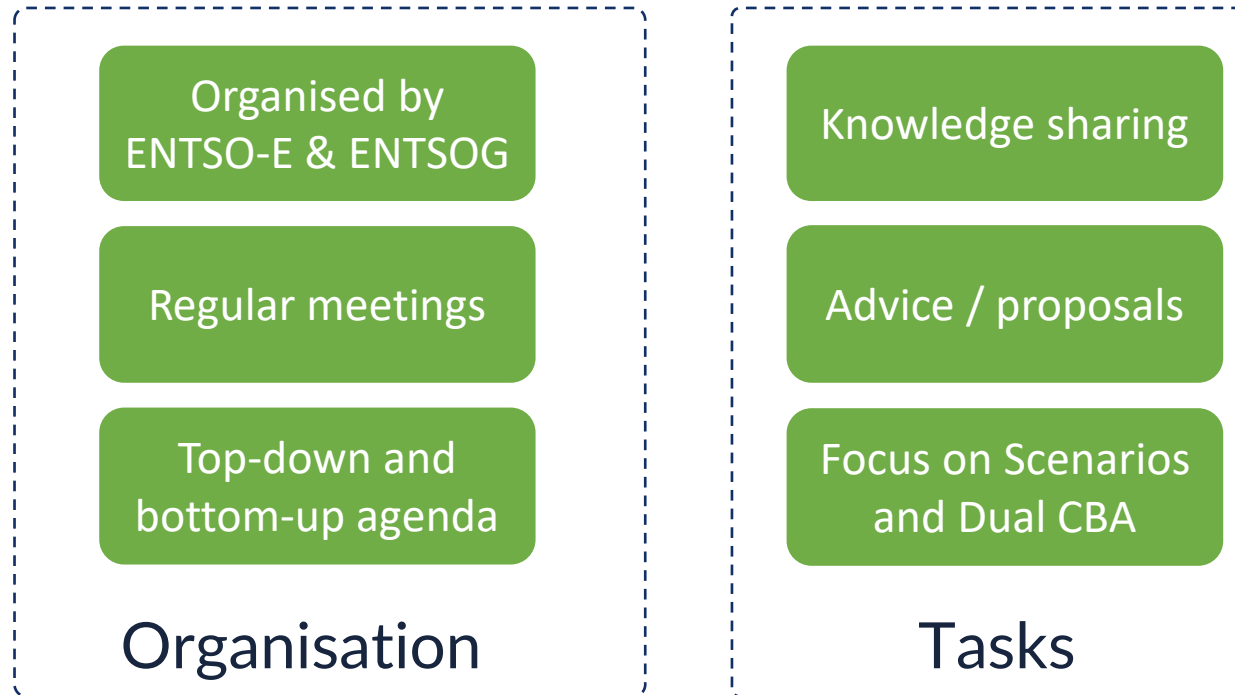 Organised by
ENTSO-E & ENTSOG
Regular meetings
Top-down and
bottom-up agenda
Organisation
Knowledge sharing
Advice / proposals
Focus on Scenarios
and Dual CBA
Tasks